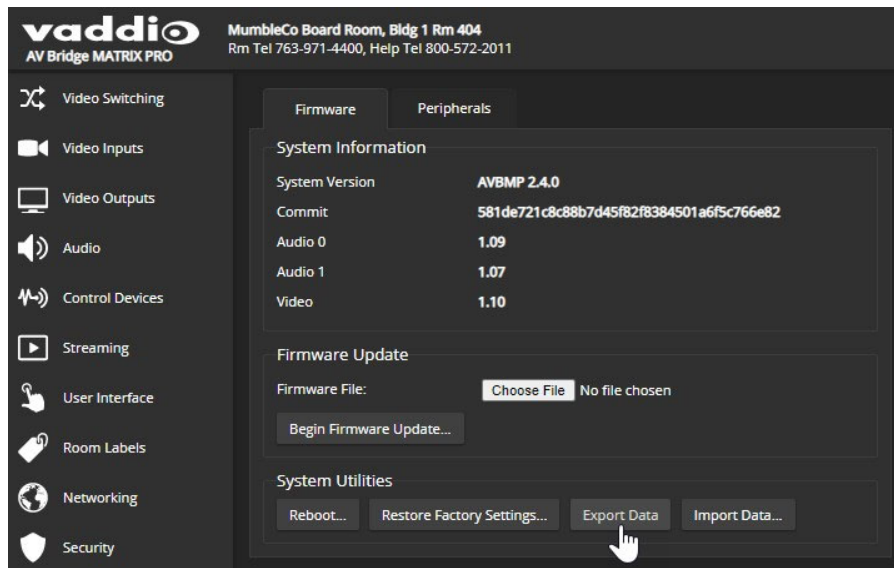 vaddio
AV Bridge MATRIX PRO
MumbleCo Board Room, Bldg 1 Rm 404
Rm Tel 763-971-4400, Help Tel 800-572-2011
Video Switching
Video Inputs
Video Outputs
Audio
Control Devices
Streaming
User Interface
Room Labels
Networking
Security
Firmware Peripherals
System Information
System Version AVBMP 2.4.0
Commit 581de721c8c88b7d45f82f8384501a6f5c766e82
Audio 0 1.09
Audio 1 1.07
Video 1.10
Firmware Update
Firmware File: Choose File No file chosen
Begin Firmware Update...
System Utilities
Reboot... Restore Factory Settings... Export Data Import Data...